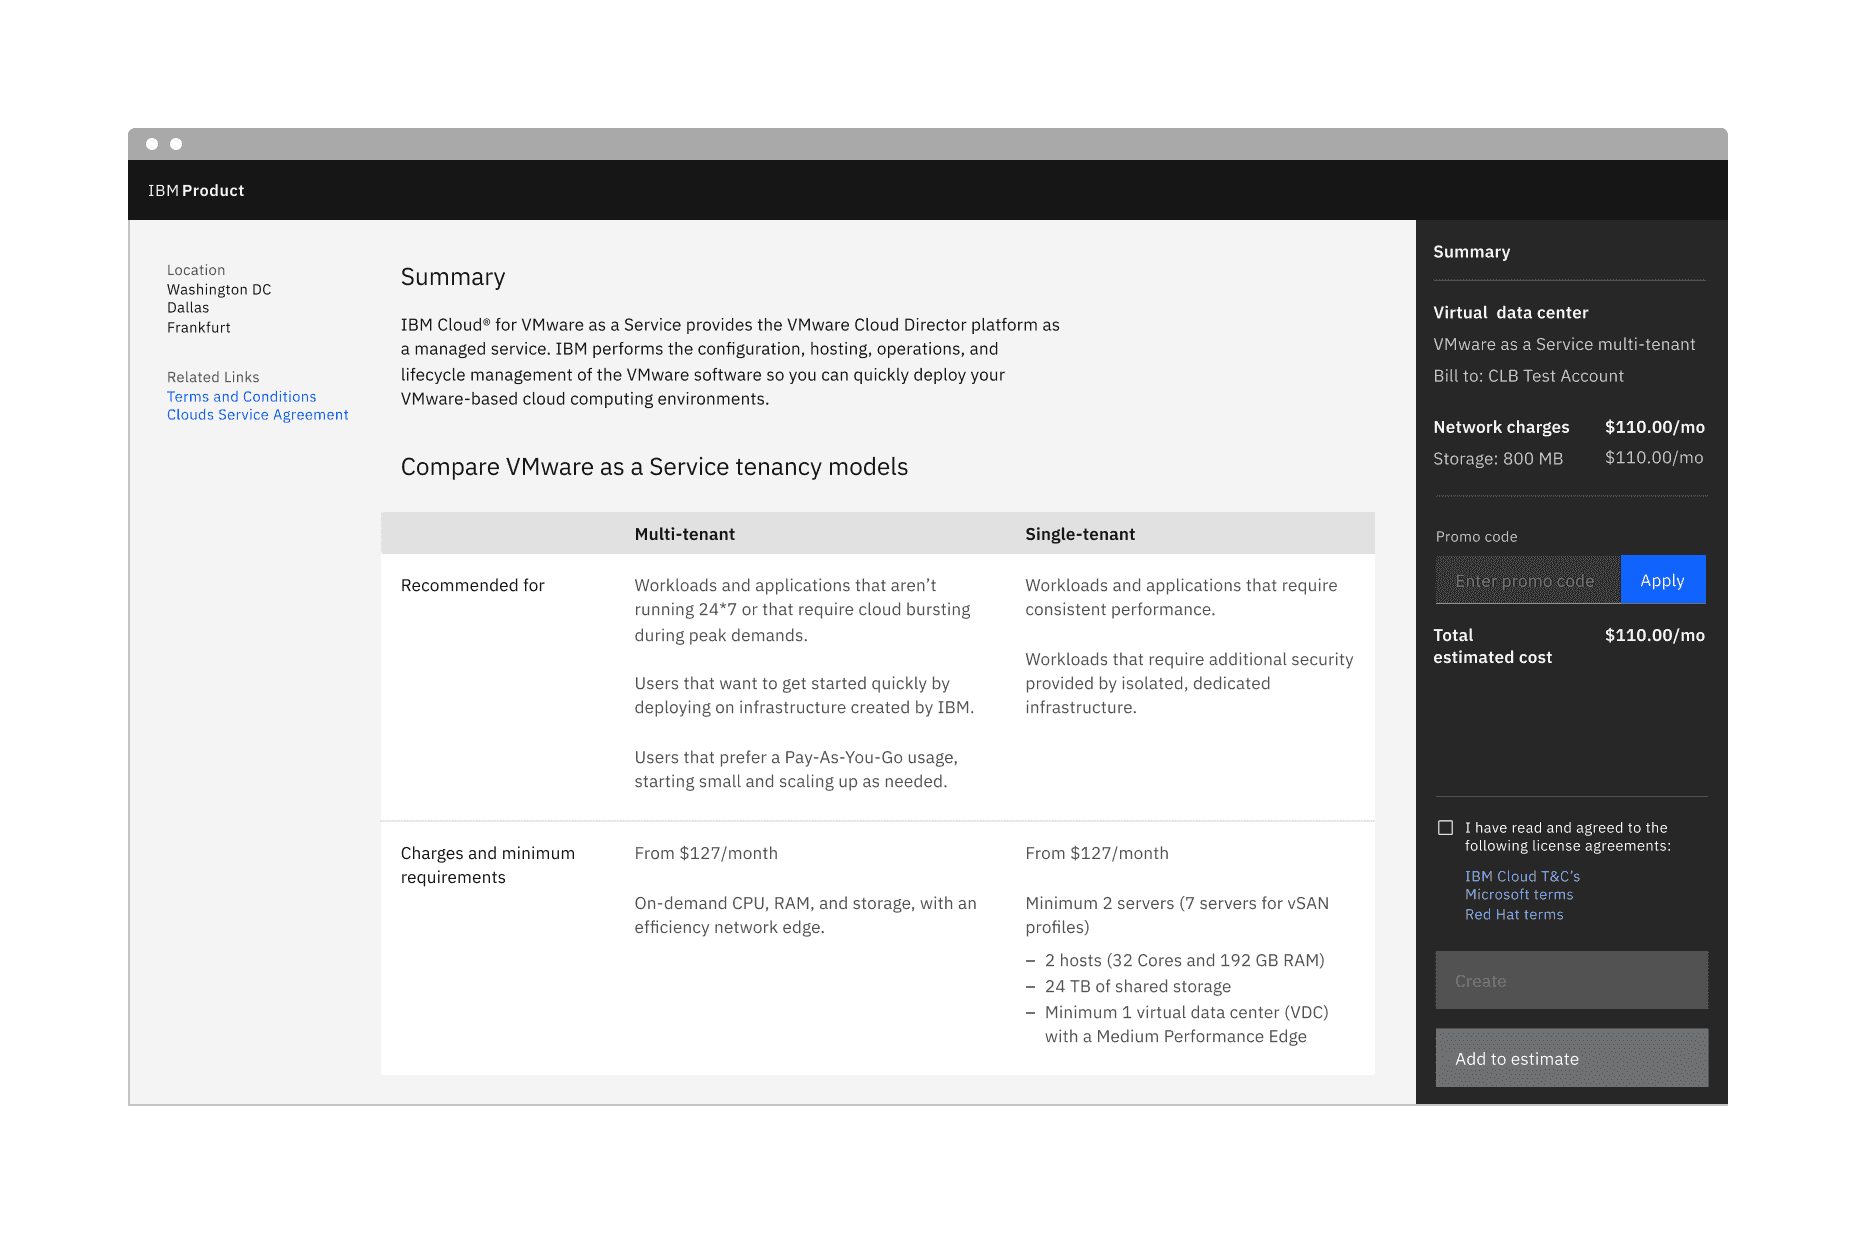 IBM Product
Location
Washington DC
Dallas
Frankfurt
Related Links
Terms and Conditions
Clouds Service Agreement
Summary
IBM Cloud® for VMware as a Service provides the VMware Cloud Director platform as
a managed service. IBM performs the configuration, hosting, operations, and
lifecycle management of the VMware software so you can quickly deploy your
VMware-based cloud computing environments.
Compare VMware as a Service tenancy models
Multi-tenant
Single-tenant
Recommended for
Workloads and applications that aren’t
running 24*7 or that require cloud bursting
during peak demands.
Users that want to get started quickly by
deploying on infrastructure created by IBM.
Users that prefer a Pay-As-You-Go usage,
starting small and scaling up as needed.
Workloads and applications that require
consistent performance.
Workloads that require additional security
provided by isolated, dedicated
infrastructure.
Charges and minimum
requirements
From $127/month
On-demand CPU, RAM, and storage, with an
efficiency network edge.
From $127/month
Minimum 2 servers (7 servers for vSAN
profiles)
– 2 hosts (32 Cores and 192 GB RAM)
– 24 TB of shared storage
– Minimum 1 virtual data center (VDC)
with a Medium Performance Edge
Summary
Virtual data center
VMware as a Service multi-tenant
Bill to: CLB Test Account
Network charges $110.00/mo
Storage: 800 MB $110.00/mo
Promo code
Enter promo code Apply
Total $110.00/mo
estimated cost
I have read and agreed to the
following license agreements:
IBM Cloud T&C’s
Microsoft terms
Red Hat terms
Create
Add to estimate